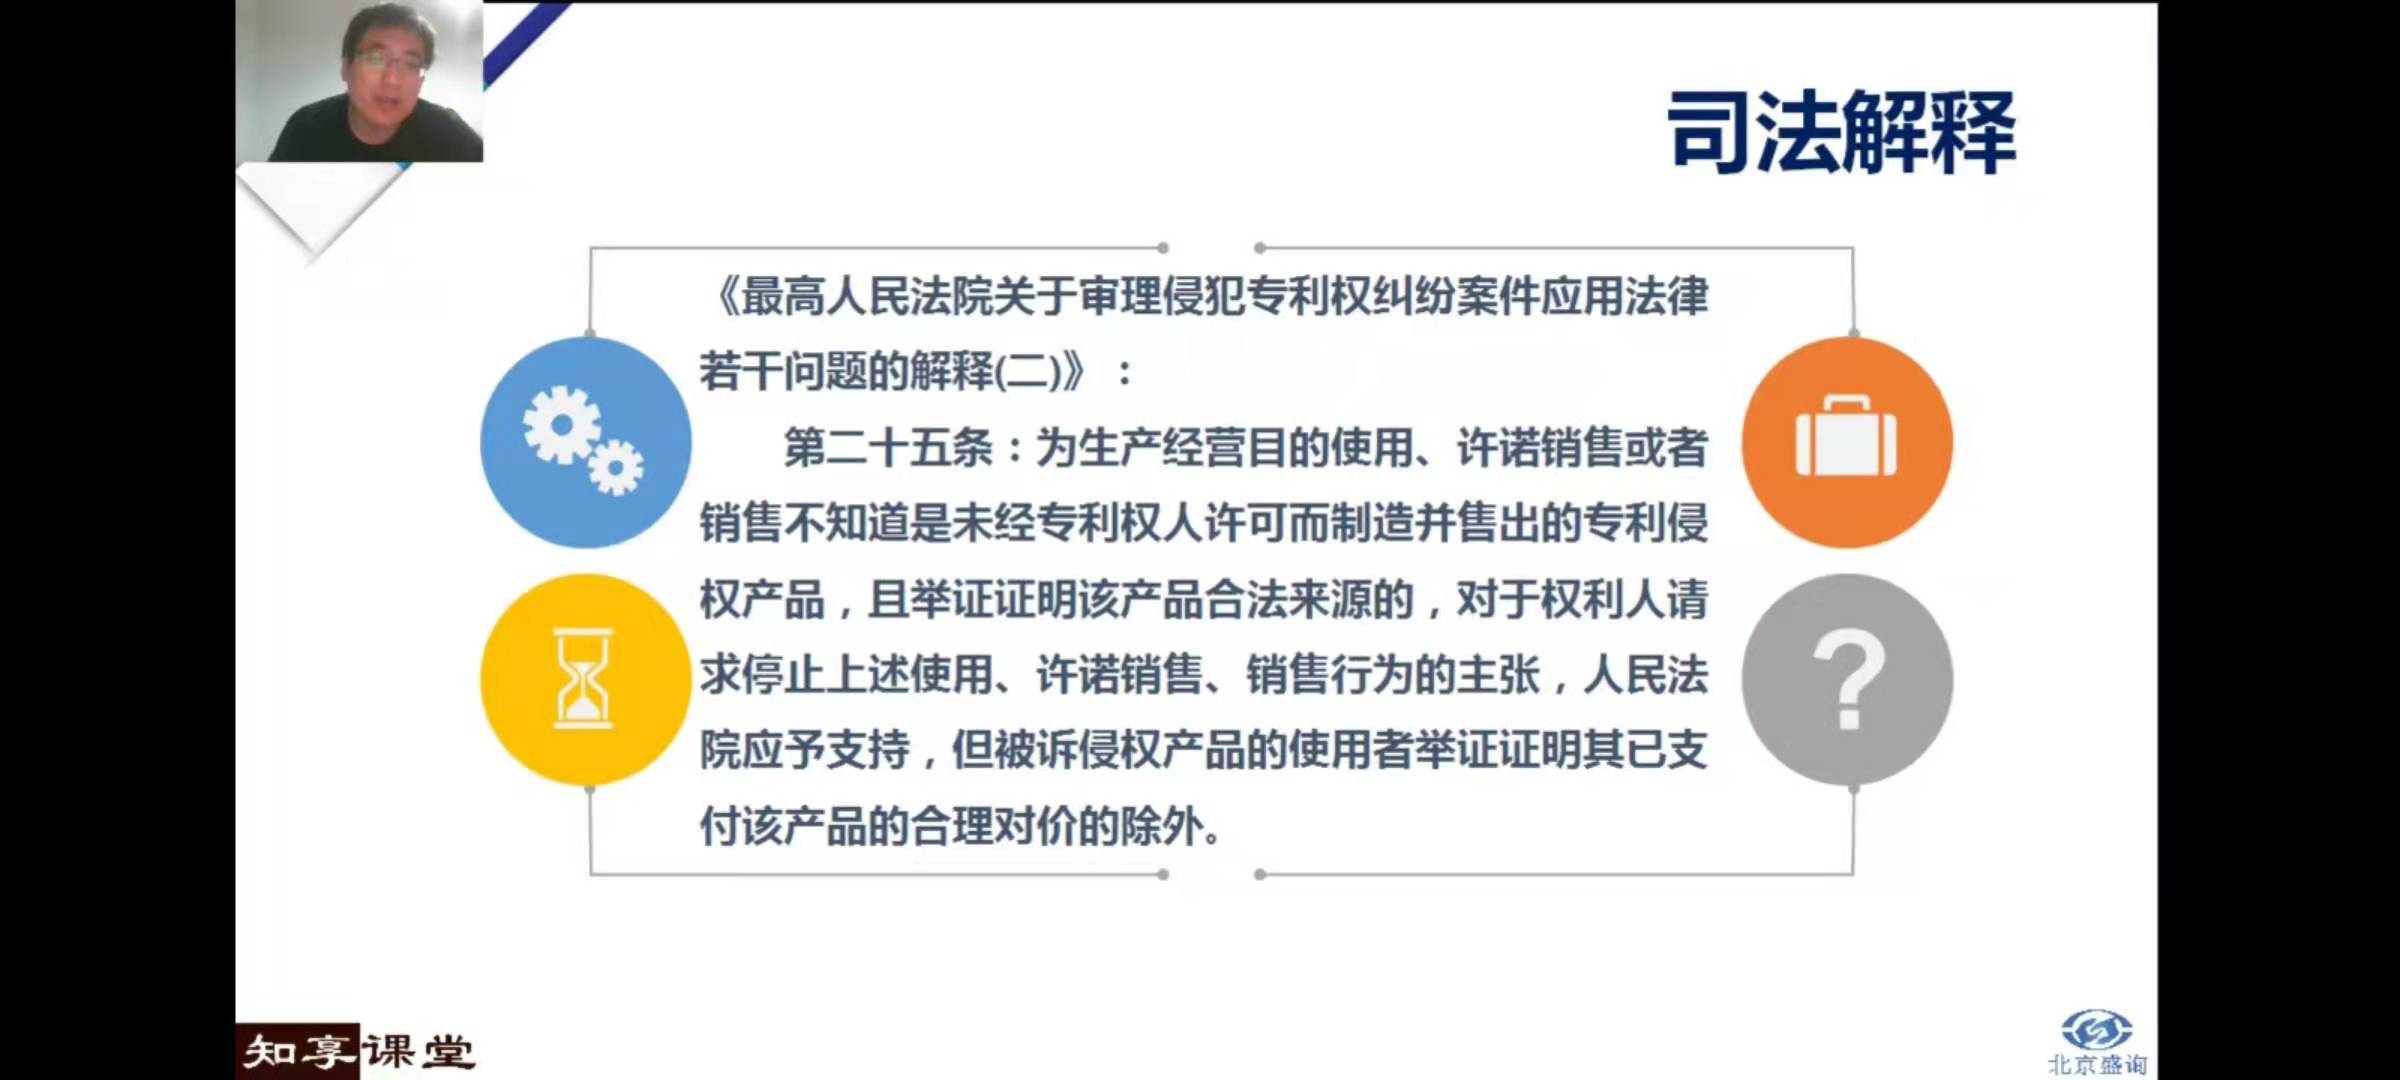 司法解释
《最高人民法院关于审理侵犯专利权纠纷案件应用法律
若干问题的解释(二)》：
第二十五条：为生产经营目的使用、许诺销售或者
销售不知道是未经专利权人许可而制造并售出的专利侵
权产品，且举证证明该产品合法来源的，对于权利人请
求停止上述使用、许诺销售、销售行为的主张，人民法
院应予支持，但被诉侵权产品的使用者举证证明其已支
付该产品的合理对价的除外。
知享课堂
北京盛询